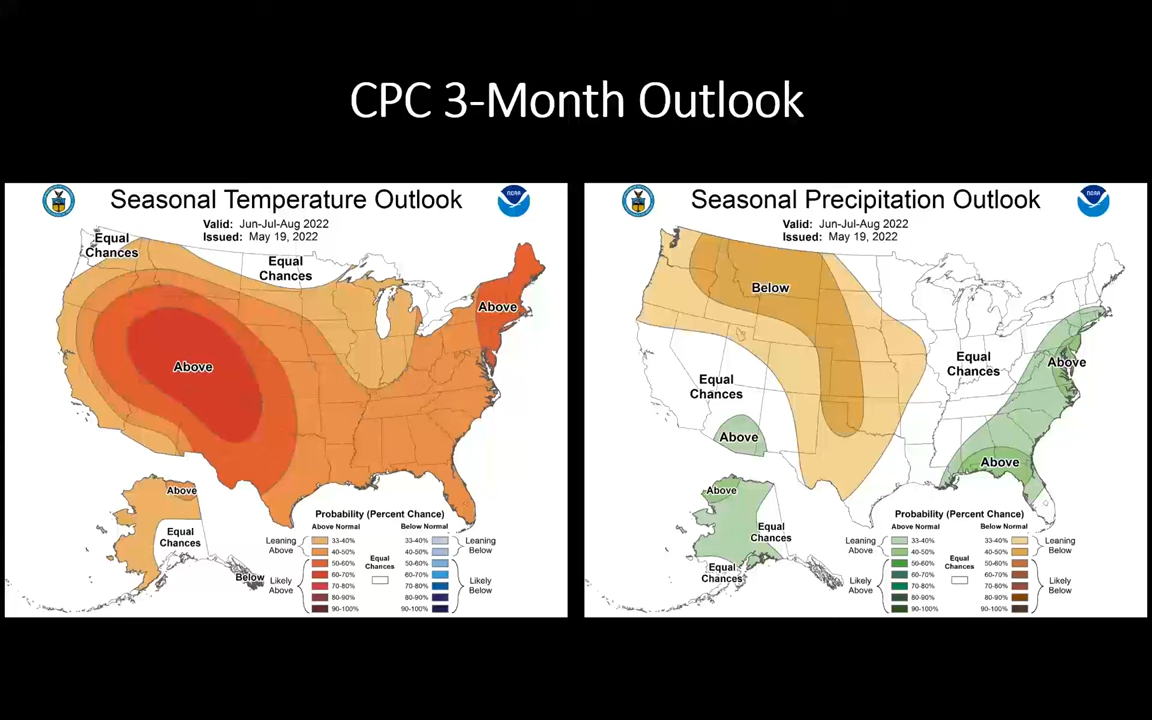 CPC 3-Month Outlook
Seasonal Temperature Outlook
NOAA
Valid: Jun-Jul-Aug 2022
Issued: May 19, 2022
Equal
Chances
Equal
Chances
Above
Above
Above
Equal
Chances
Below
Probability (Percent Chance)
Above Normal
Below Normal
Leaning
Above
33-40%
40-50%
Equal
Chances
33-40%
40-50%
Leaning
Below
Likely
Above
50-60%
60-70%
70-80%
80-90%
90-100%
50-60%
60-70%
70-80%
80-90%
90-100%
Likely
Below
Seasonal Precipitation Outlook
NOAA
Valid: Jun-Jul-Aug 2022
Issued: May 19, 2022
Below
Equal
Chances
Equal
Chances
Above
Above
Above
Above
Equal
Chances
Equal
Chances
Probability (Percent Chance)
Above Normal
Below Normal
Leaning
Above
33-40%
40-50%
Equal
Chances
33-40%
40-50%
Leaning
Below
Likely
Above
50-60%
60-70%
70-80%
80-90%
90-100%
50-60%
60-70%
70-80%
80-90%
90-100%
Likely
Below